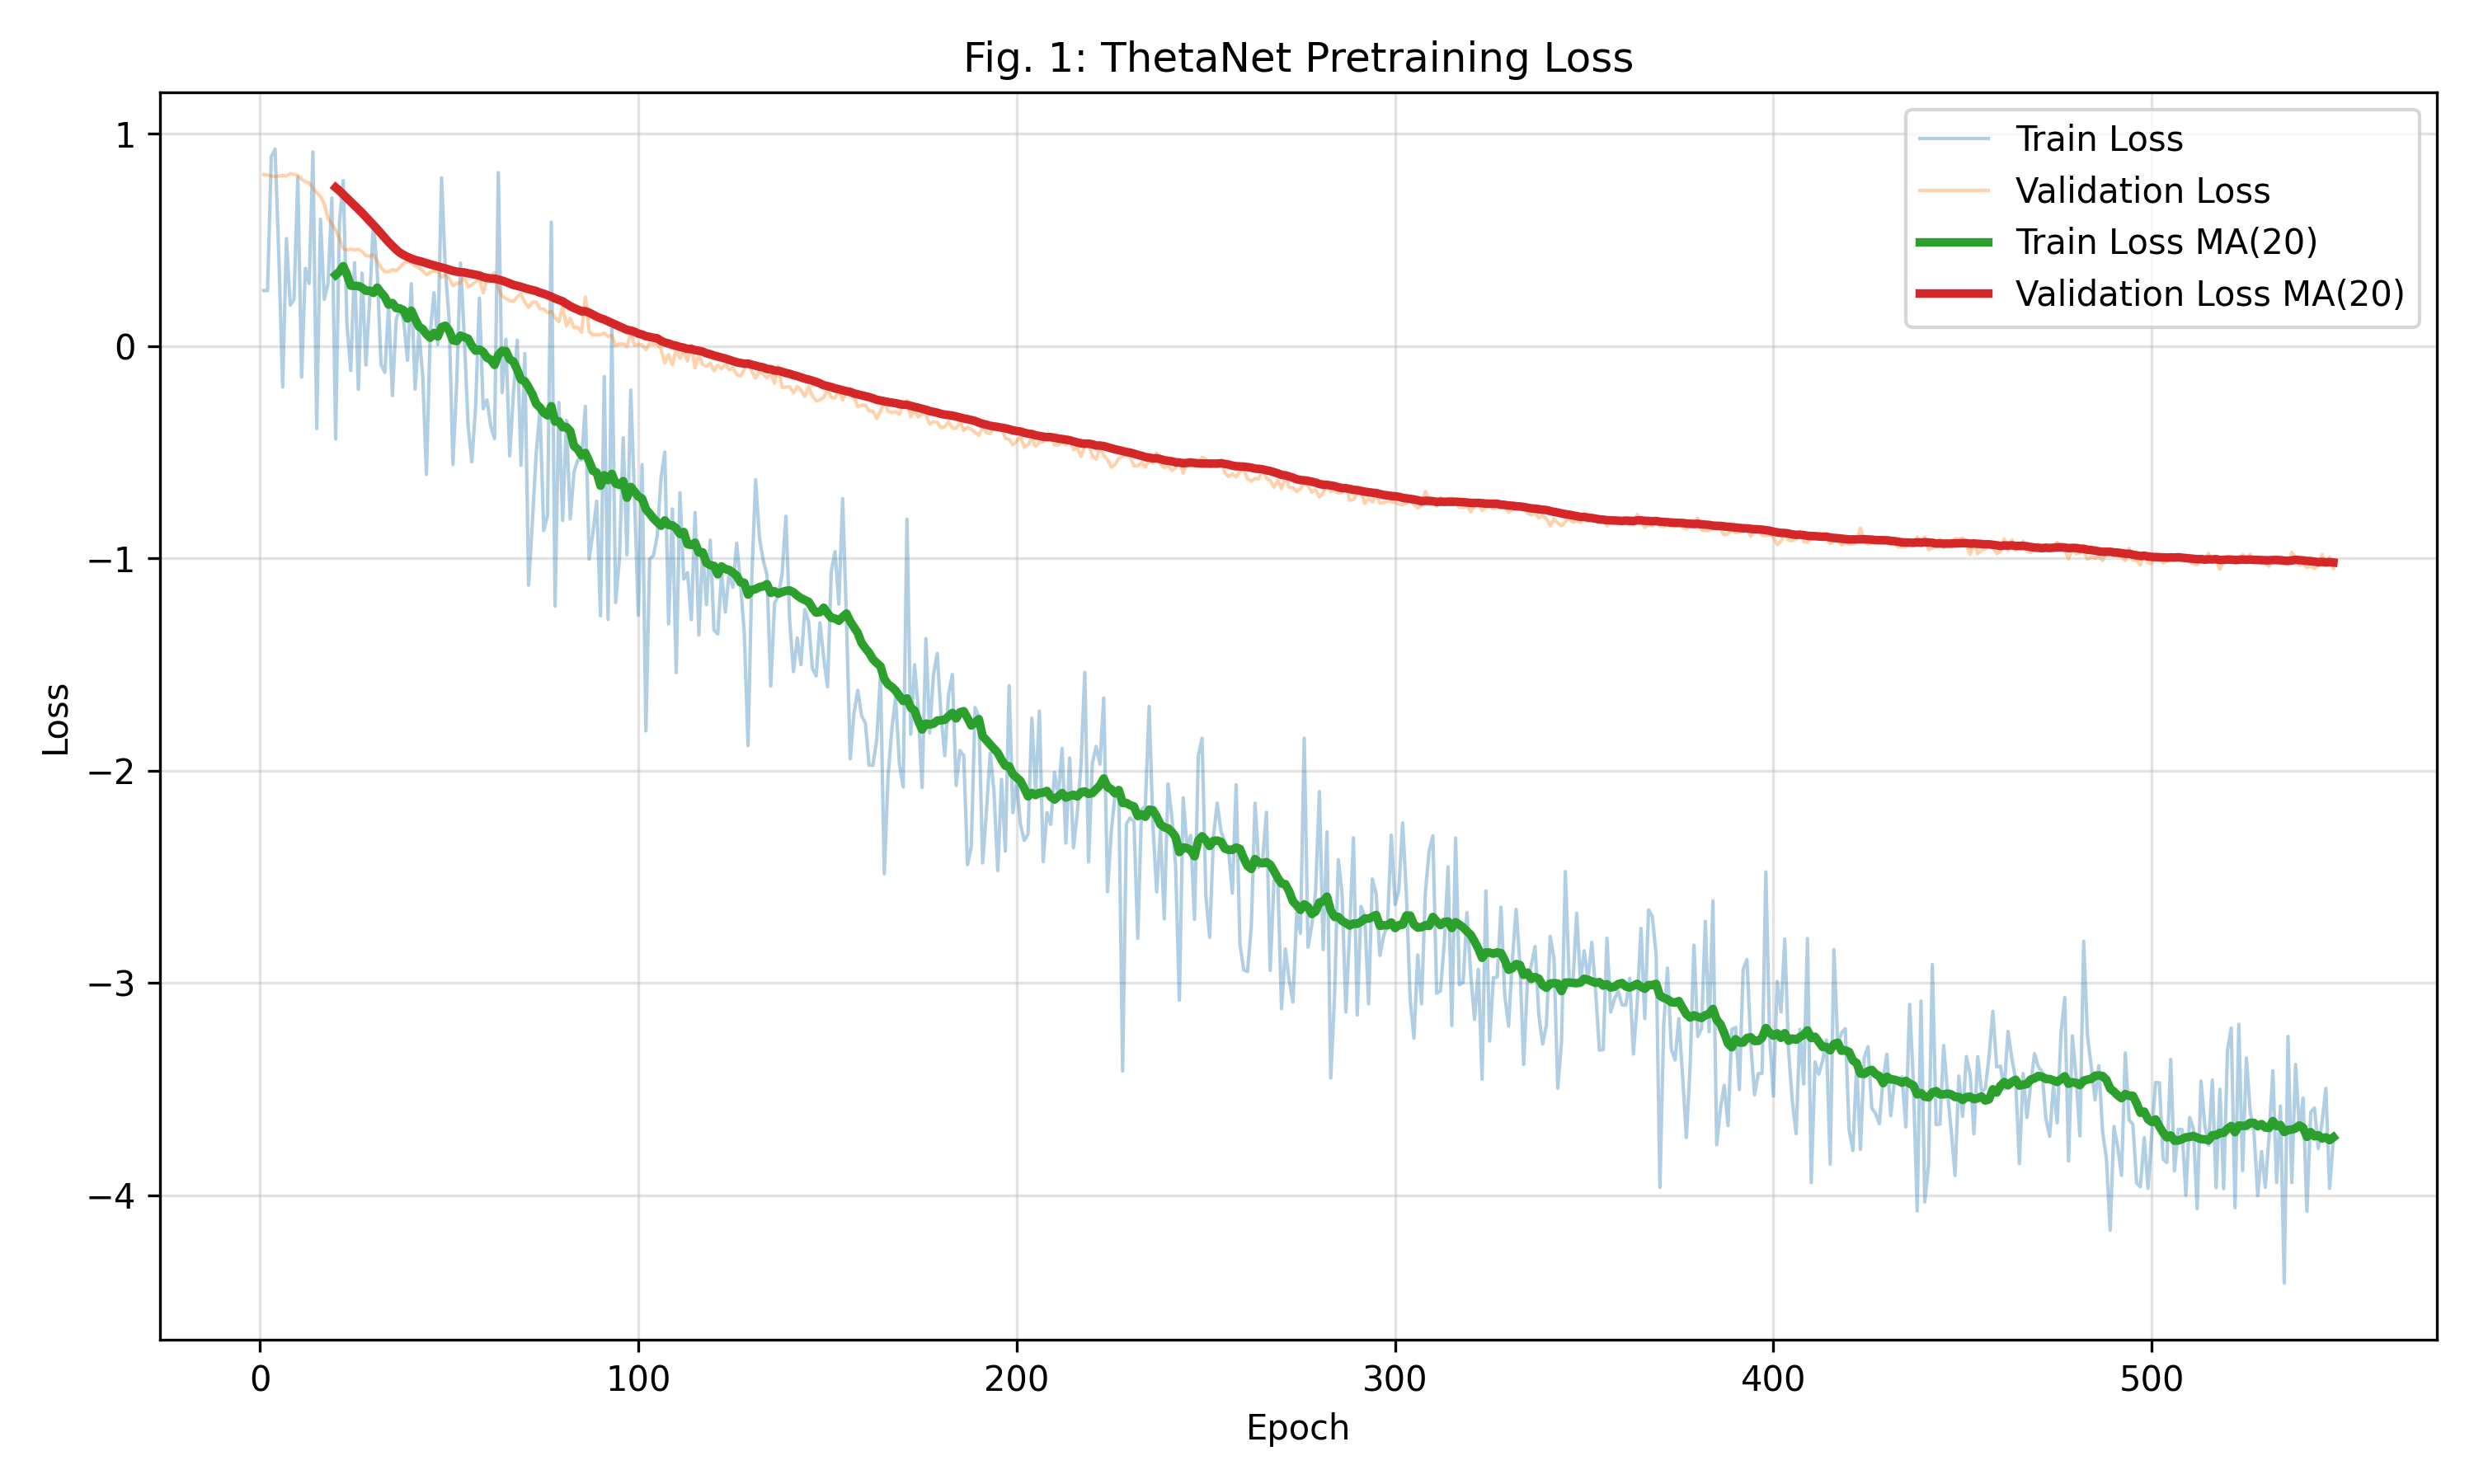 Fig. 1: ThetaNet Pretraining Loss
Train Loss
Validation Loss
Train Loss MA(20)
Validation Loss MA(20)
1
0
−1
−2
−3
−4
Loss
0 100 200 300 400 500
Epoch